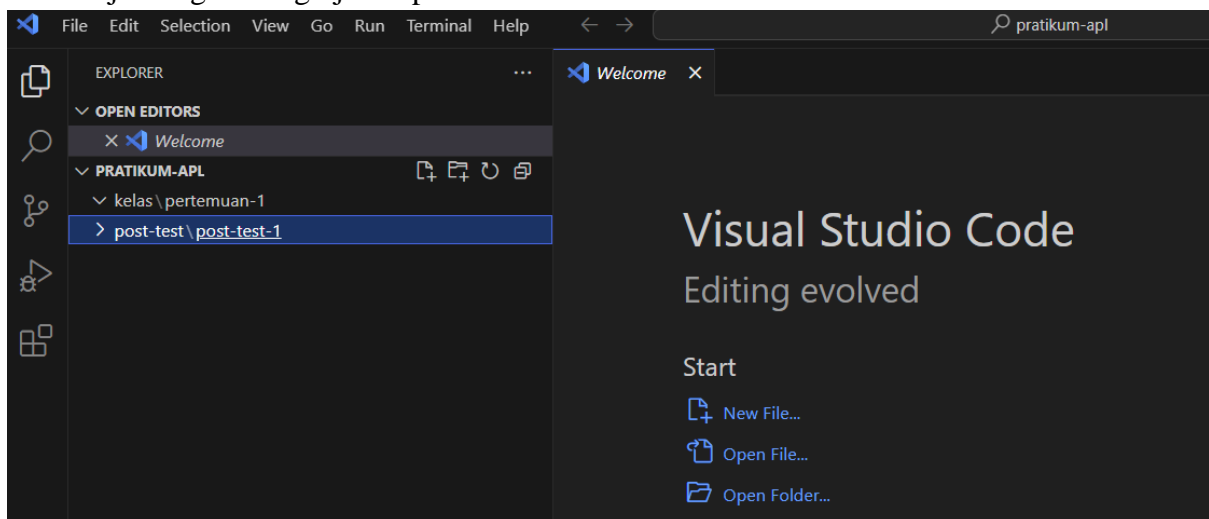 File Edit Selection View Go Run Terminal Help
pratikum-apl
EXPLORER
Welcome
OPEN EDITORS
Welcome
PRATIKUM-APL
kelas\pertemuan-1
post-test\post-test-1
Visual Studio Code
Editing evolved
Start
New File...
Open File...
Open Folder...